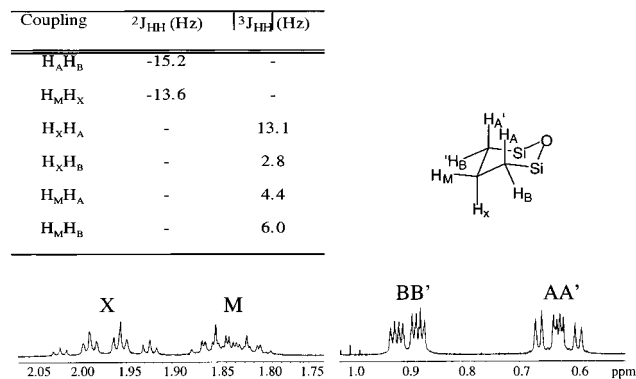 Coupling ²J_HH (Hz) ³J_HH (Hz)
H_AH_B -15.2 -
H_MH_X -13.6 -
H_XH_A - 13.1
H_XH_B - 2.8
H_MH_A - 4.4
H_MH_B - 6.0
H_A'
H_A
O
Si
'H_B
Si
H_M
H_B
H_x
X M BB' AA'
2.05 2.00 1.95 1.90 1.85 1.80 1.75 1.0 0.9 0.8 0.7 0.6 ppm